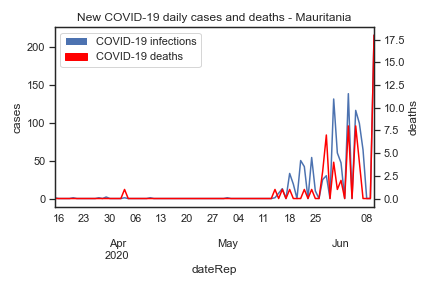 New COVID-19 daily cases and deaths - Mauritania
COVID-19 infections
COVID-19 deaths
cases
200
150
100
50
0
17.5
15.0
12.5
10.0
7.5
5.0
2.5
0.0
deaths
16 23 30 06 13 20 27 04 11 18 25 08
Apr May Jun
2020
dateRep